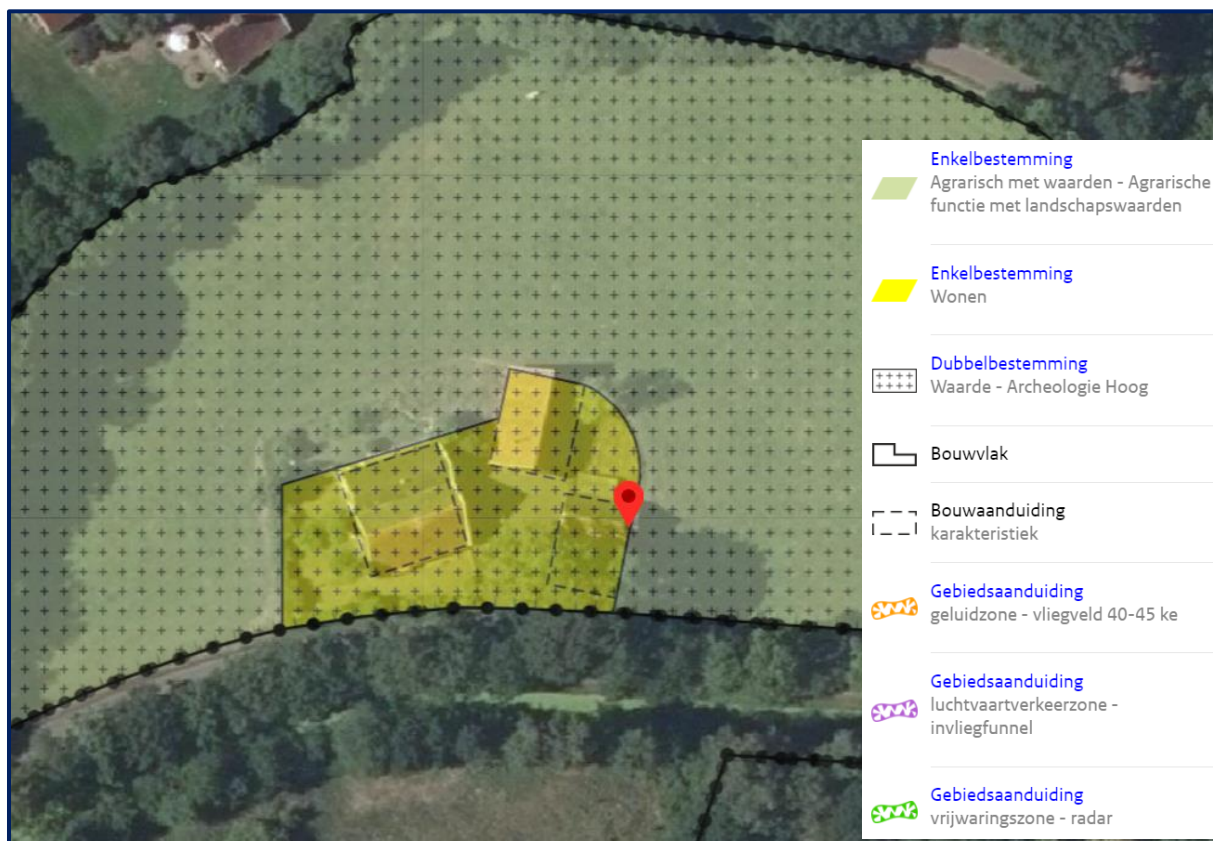 Enkelbestemming
Agrarisch met waarden - Agrarische
functie met landschapswaarden
Enkelbestemming
Wonen
Dubbelbestemming
Waarde - Archeologie Hoog
Bouwvlak
Bouwaanduiding
karakteristiek
Gebiedsaanduiding
geluidzone - vliegveld 40-45 ke
Gebiedsaanduiding
luchtvaartverkeerzone -
invliegfunnel
Gebiedsaanduiding
vrijwaringszone - radar